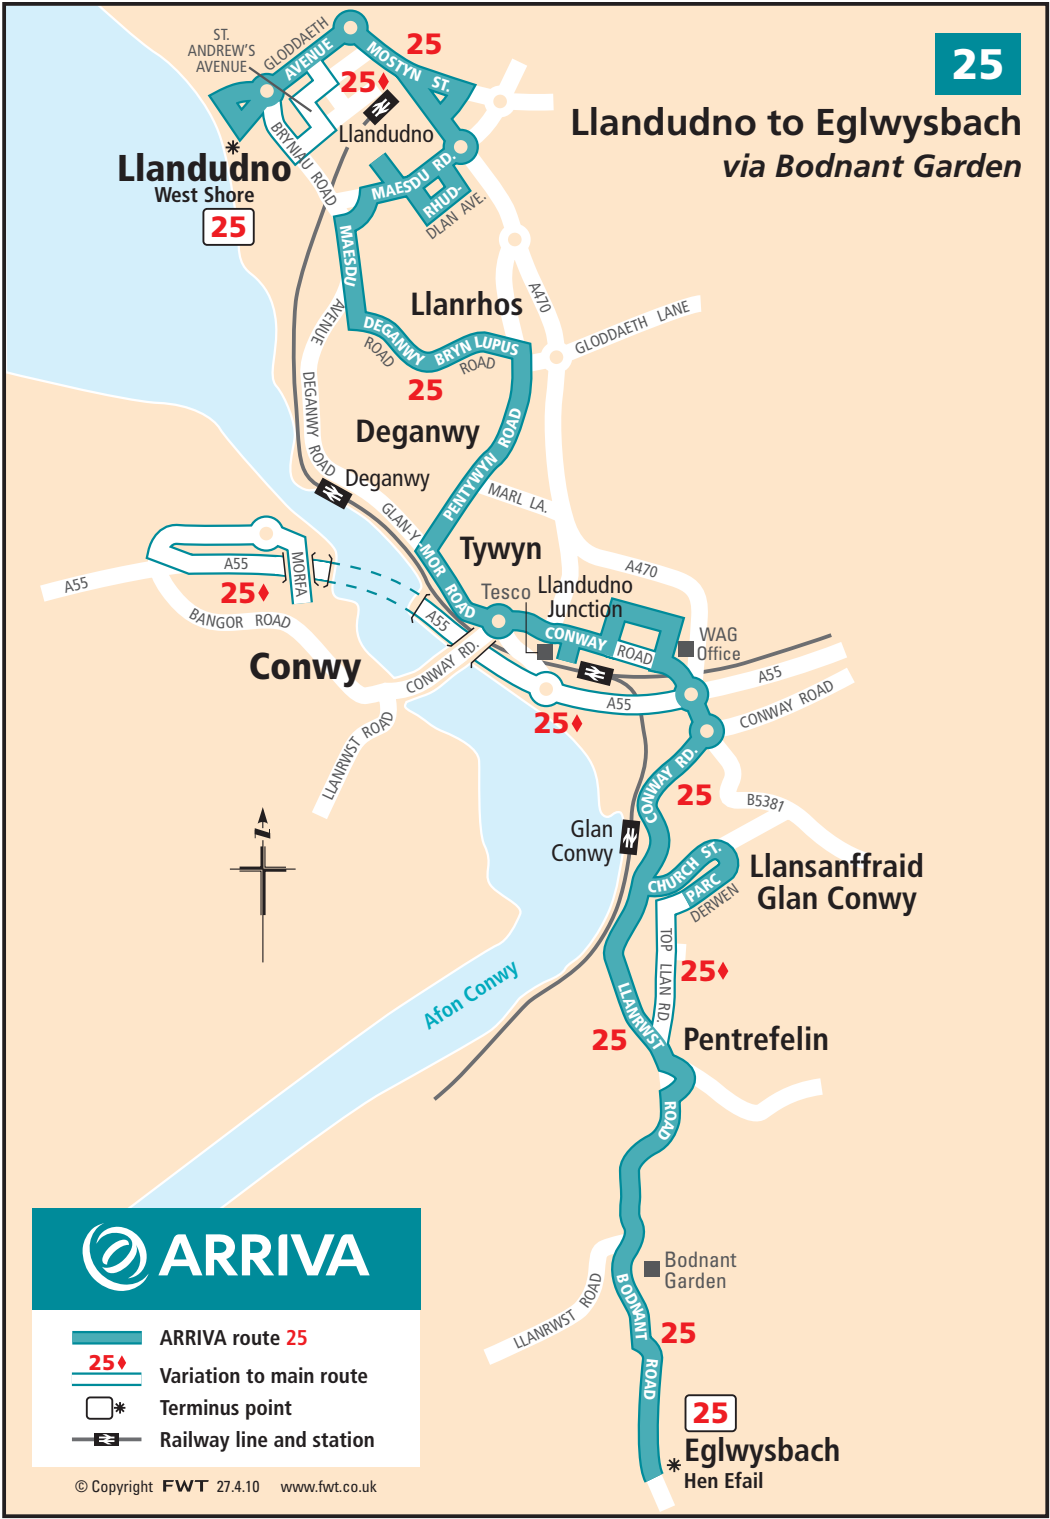 25
Llandudno to Eglwysbach
via Bodnant Garden
ST.
ANDREW'S
AVENUE
GLODDAETH
AVENUE
MOSTYN ST.
25
25♦
Llandudno
BRYNIAU ROAD
Llandudno
West Shore
25
MAESDU RD.
RHUD-
DLAN AVE.
MAESDU
AVENUE
Llanrhos
A470
GLODDAETH LANE
DEGANWY
ROAD
BRYN LUPUS
ROAD
25
DEGANWY ROAD
Deganwy
PENTYWYN ROAD
Deganwy
MARL LA.
GLAN-Y-
MOR ROAD
Tywyn
A470
A55
A55
MORFA
25♦
BANGOR ROAD
A55
Tesco
Llandudno
Junction
CONWAY
ROAD
WAG
Office
Conwy
CONWAY RD.
A55
A55
CONWAY ROAD
25♦
LLANRWST ROAD
CONWAY RD.
25
B5381
N
Glan
Conwy
CHURCH ST.
PARC
DERWEN
Llansanffraid
Glan Conwy
TOP LLAN RD.
25♦
Afon Conwy
LLANRWST
25
Pentrefelin
ROAD
ARRIVA
Bodnant
Garden
LLANRWST ROAD
BODNANT
25
ROAD
ARRIVA route 25
25♦
Variation to main route
Terminus point
Railway line and station
25
Eglwysbach
Hen Efail
© Copyright FWT 27.4.10 www.fwt.co.uk